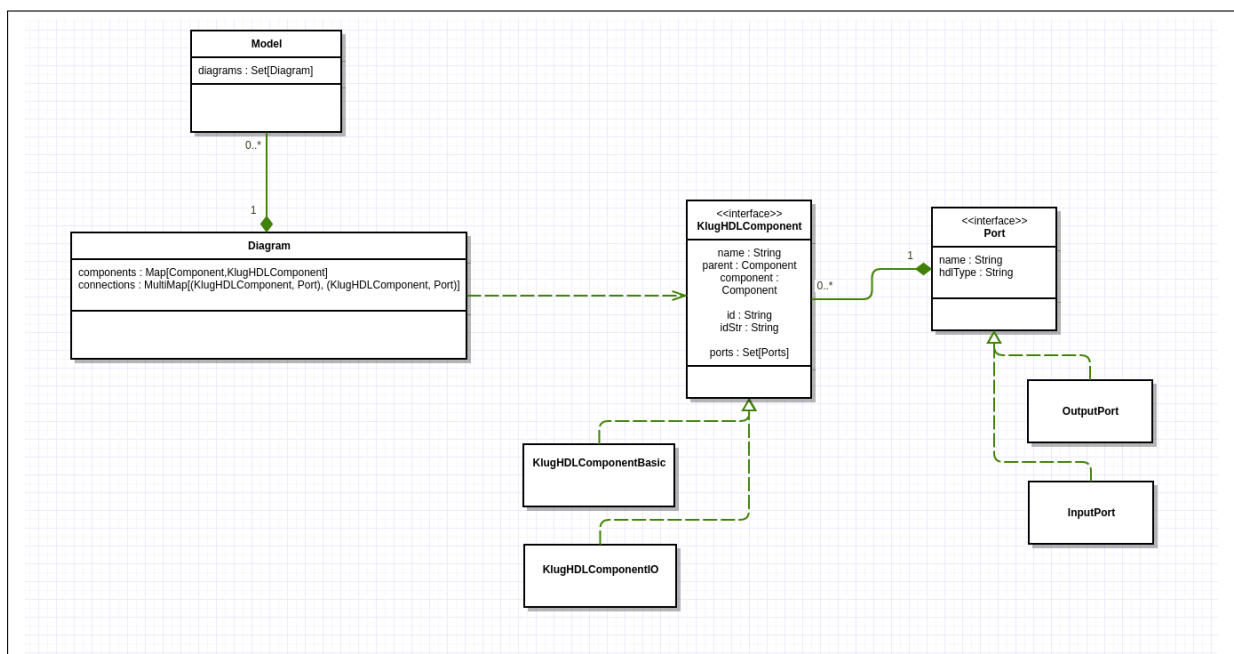 Model
diagrams : Set[Diagram]
0..*
1
Diagram
components : Map[Component,KlugHDLComponent]
connections : MultiMap[(KlugHDLComponent, Port), (KlugHDLComponent, Port)]
<<interface>>
KlugHDLComponent
name : String
parent : Component
component :
Component
id : String
idStr : String
ports : Set[Ports]
0..*
1
<<interface>>
Port
name : String
hdlType : String
OutputPort
InputPort
KlugHDLComponentBasic
KlugHDLComponentIO